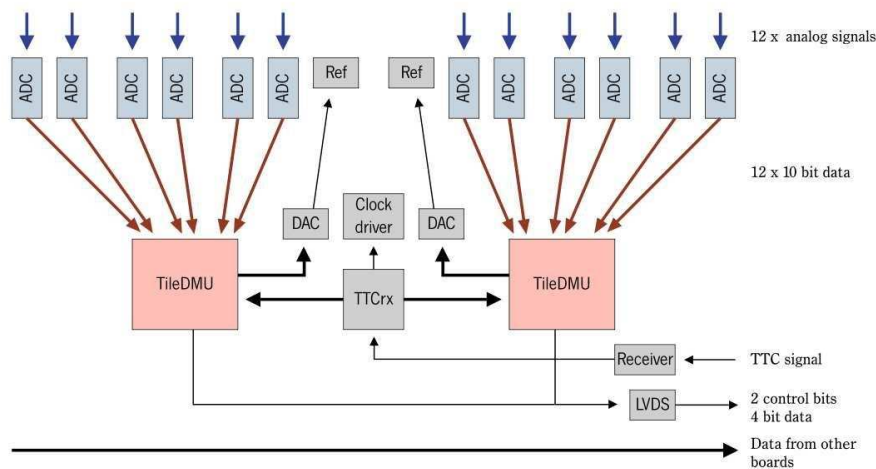 12 x analog signals
ADC
ADC
ADC
ADC
ADC
ADC
Ref
Ref
ADC
ADC
ADC
ADC
ADC
ADC
12 x 10 bit data
DAC
Clock
driver
DAC
TileDMU
TTCrx
TileDMU
Receiver
TTC signal
LVDS
2 control bits
4 bit data
Data from other
boards